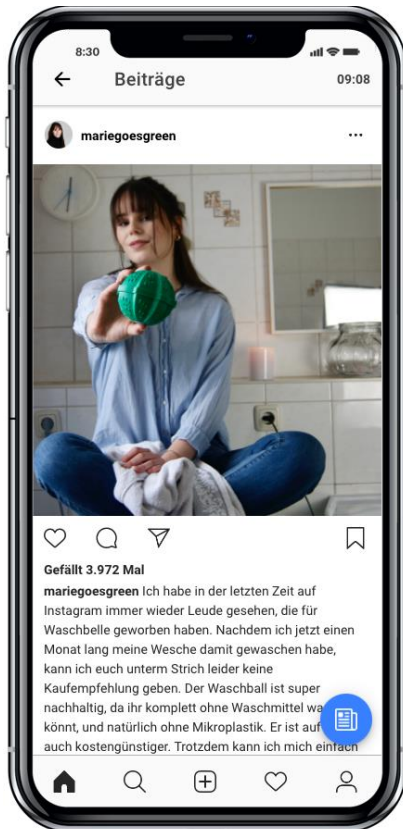 8:30
Beiträge
09:08
mariegoesgreen
Gefällt 3.972 Mal
mariegoesgreen Ich habe in der letzten Zeit auf
Instagram immer wieder Leude gesehen, die für
Waschbelle geworben haben. Nachdem ich jetzt einen
Monat lang meine Wesche damit gewaschen habe,
kann ich euch unterm Strich leider keine
Kaufempfehlung geben. Der Waschball ist super
nachhaltig, da ihr komplett ohne Waschmittel
könnt, und natürlich ohne Mikroplastik. Er ist auf
auch kostengünstiger. Trotzdem kann ich mich einfach